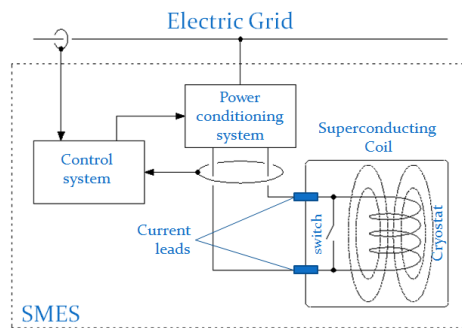 Electric Grid
Power
conditioning
system
Superconducting
Coil
Control
system
Current
leads
switch
Cryostat
SMES